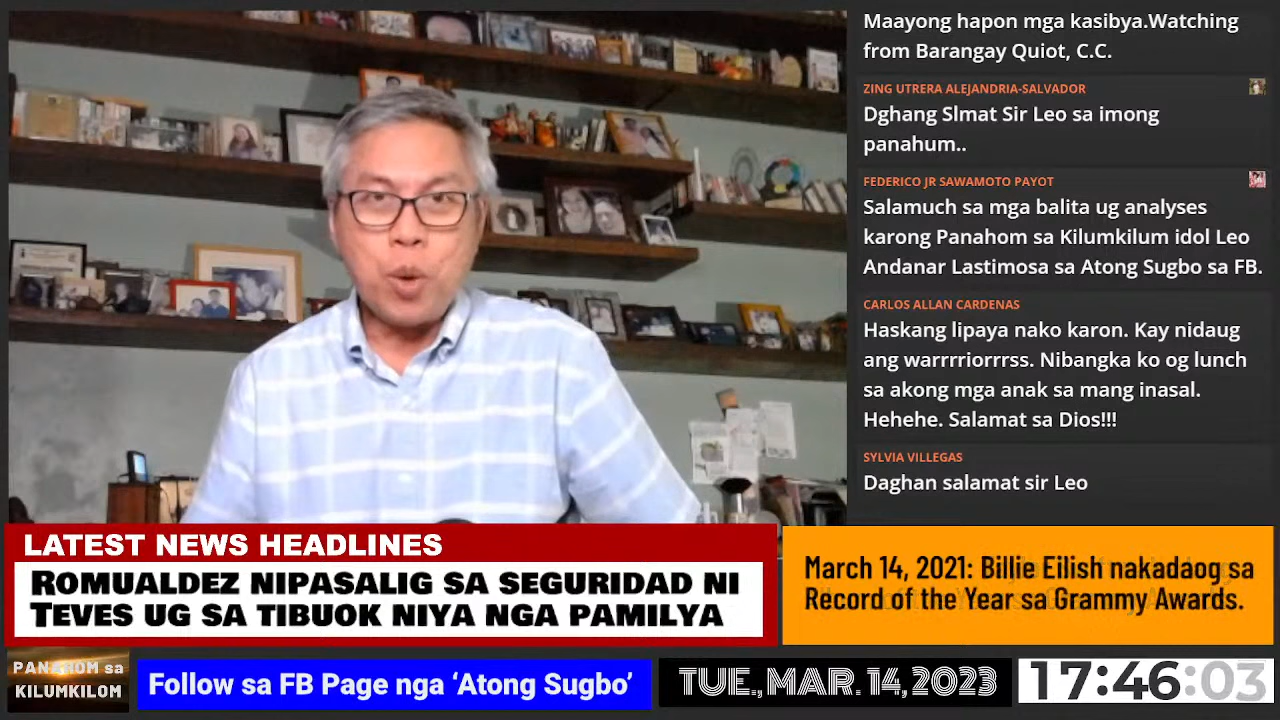 Maayong hapon mga kasibya.Watching
from Barangay Quiot, C.C.
ZING UTRERA ALEJANDRIA-SALVADOR
Dghang Slmat Sir Leo sa imong
panahum..
FEDERICO JR SAWAMOTO PAYOT
Salamuch sa mga balita ug analyses
karong Panahom sa Kilumkilum idol Leo
Andanar Lastimosa sa Atong Sugbo sa FB.
CARLOS ALLAN CARDENAS
Haskang lipaya nako karon. Kay nidaug
ang warrrriorrrss. Nibangka ko og lunch
sa akong mga anak sa mang inasal.
Hehehe. Salamat sa Dios!!!
SYLVIA VILLEGAS
Daghan salamat sir Leo
LATEST NEWS HEADLINES
ROMUALDEZ NIPASALIG SA SEGURIDAD NI
TEVES UG SA TIBUOK NIYA NGA PAMILYA
March 14, 2021: Billie Eilish nakadaog sa
Record of the Year sa Grammy Awards.
PANAHOM sa
KILUMKILOM
Follow sa FB Page nga ‘Atong Sugbo’
TUE., MAR. 14, 2023
17:46:03